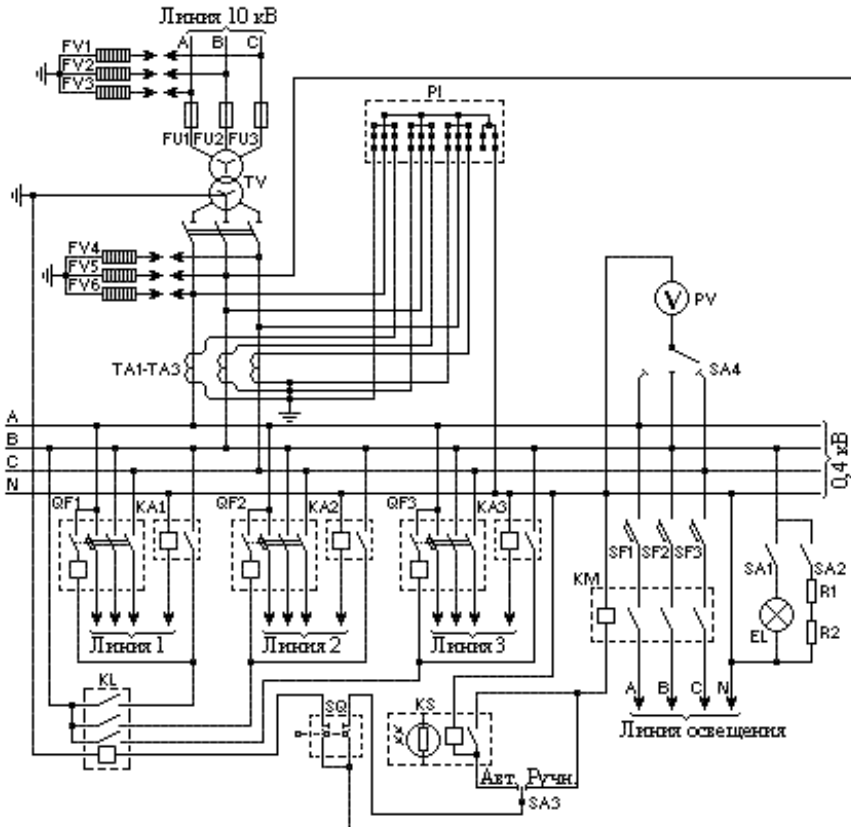 Линия 10 кВ
A B C
FV1
FV2
FV3
FU1 FU2 FU3
TV
PI
FV4
FV5
FV6
V PV
TA1-TA3
SA4
A
B
C
N
0,4 кВ
QF1 KA1 QF2 KA2 QF3 KA3
SF1 SF2 SF3
SA1 SA2
KM
R1
EL R2
Линия 1 Линия 2 Линия 3
KL SQ KS
A B C N
Линия освещения
Авт. Ручн.
SA3